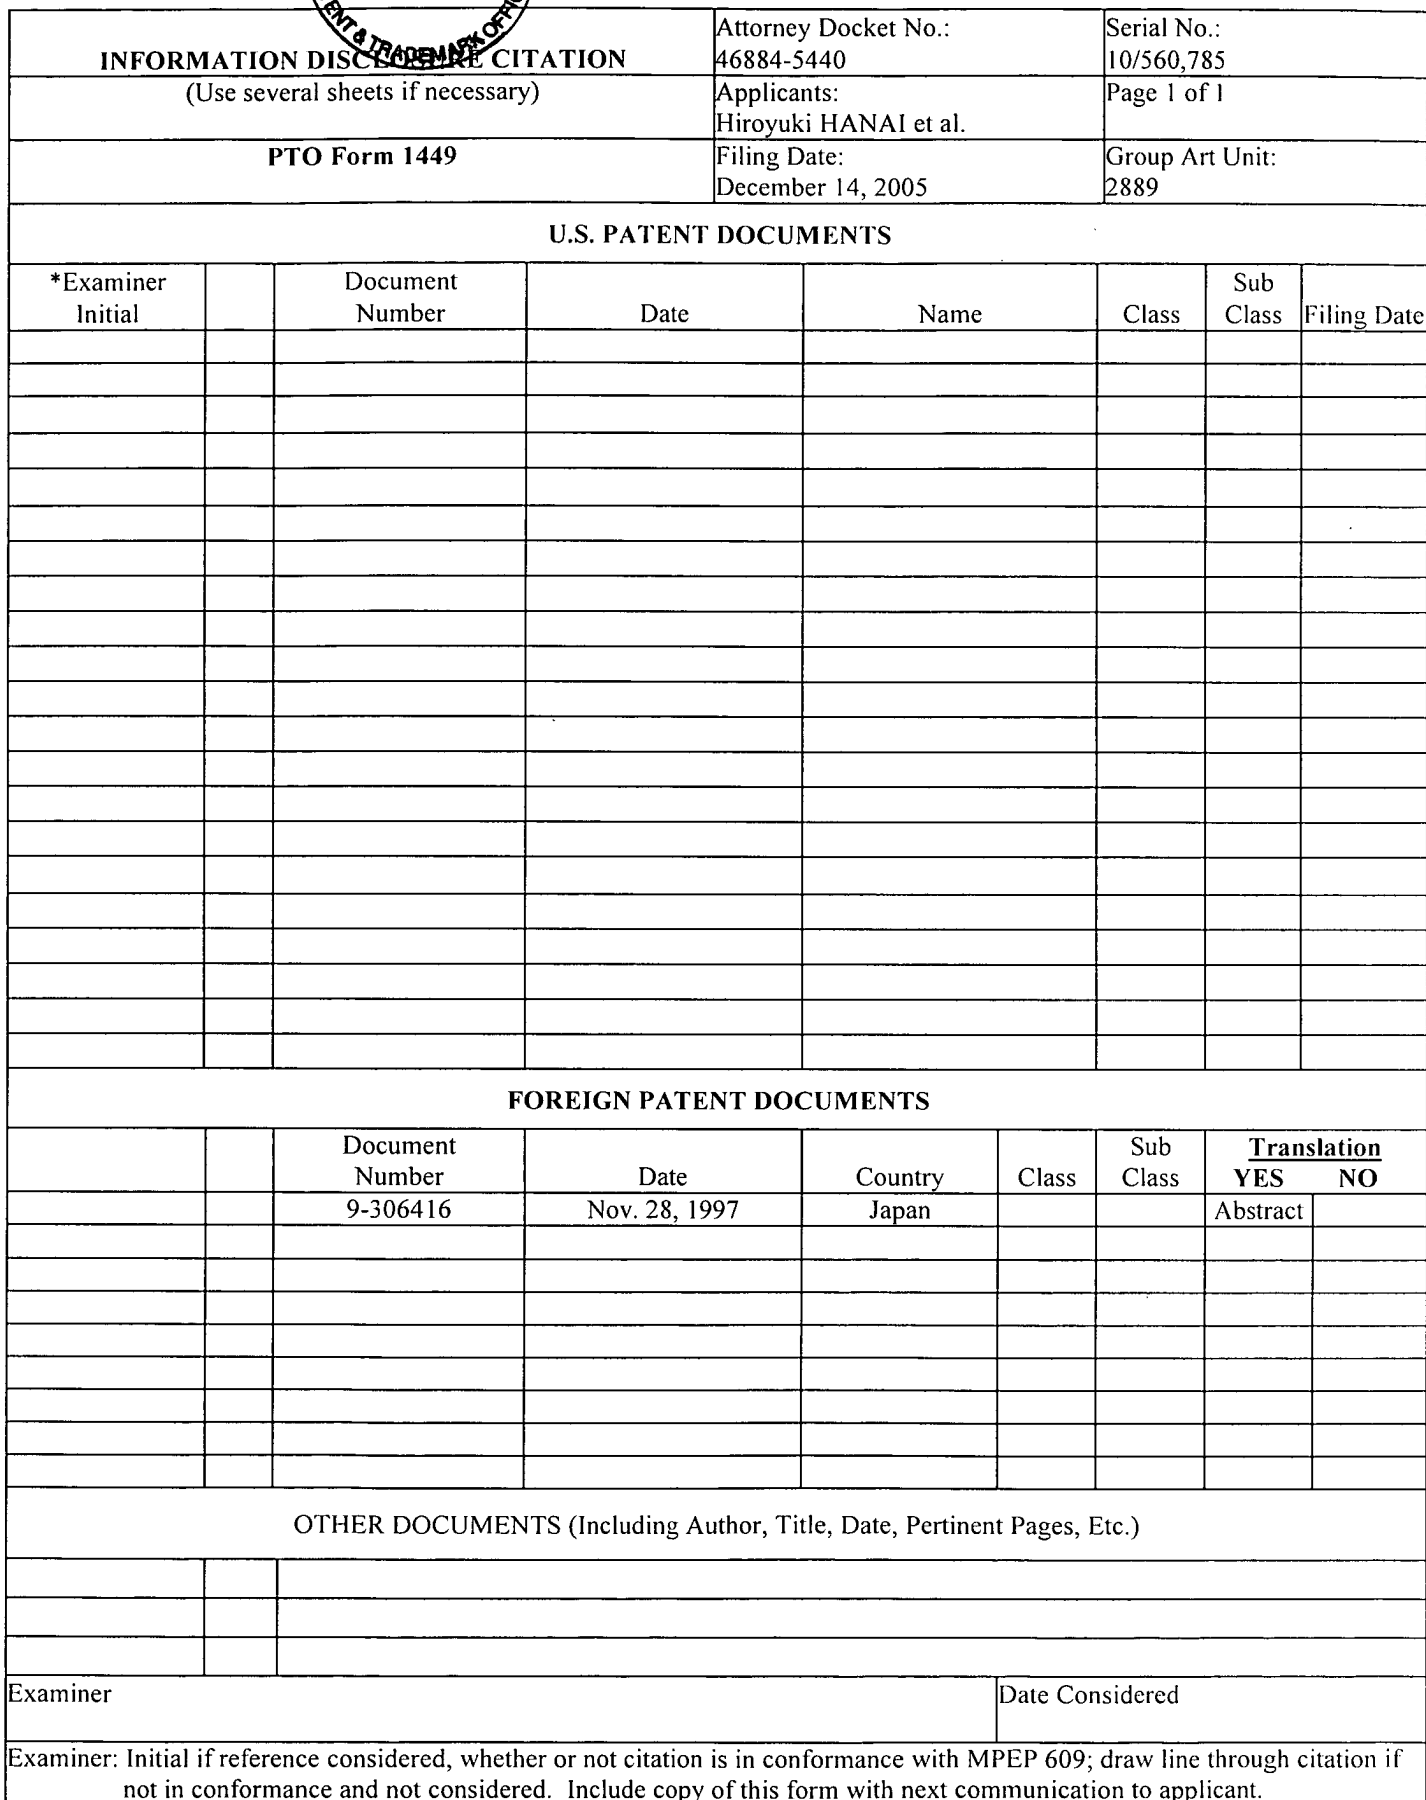 ENT & TRADEMARK OFFIC
INFORMATION DISCLOSURE CITATION
(Use several sheets if necessary)
PTO Form 1449
Attorney Docket No.:
46884-5440
Serial No.:
10/560,785
Applicants:
Hiroyuki HANAI et al.
Page 1 of 1
Filing Date:
December 14, 2005
Group Art Unit:
2889
U.S. PATENT DOCUMENTS
*Examiner
Initial
Document
Number
Date
Name
Class
Sub
Class
Filing Date
FOREIGN PATENT DOCUMENTS
Document
Number
Date
Country
Class
Sub
Class
Translation
YES NO
9-306416 Nov. 28, 1997 Japan Abstract
OTHER DOCUMENTS (Including Author, Title, Date, Pertinent Pages, Etc.)
Examiner
Date Considered
Examiner: Initial if reference considered, whether or not citation is in conformance with MPEP 609; draw line through citation if
not in conformance and not considered. Include copy of this form with next communication to applicant.